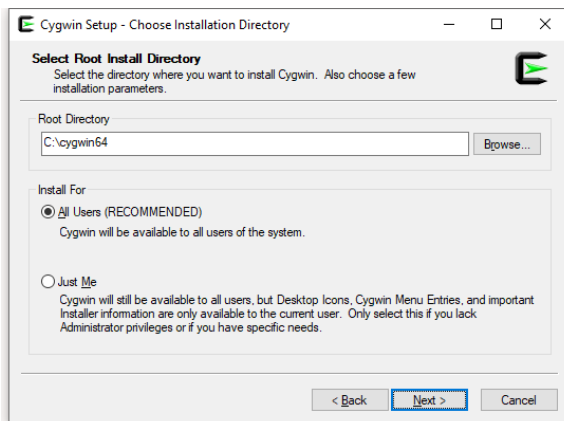 Cygwin Setup - Choose Installation Directory
Select Root Install Directory
Select the directory where you want to install Cygwin. Also choose a few
installation parameters.
Root Directory
C:\cygwin64
Browse...
Install For
All Users (RECOMMENDED)
Cygwin will be available to all users of the system.
Just Me
Cygwin will still be available to all users, but Desktop Icons, Cygwin Menu Entries, and important
Installer information are only available to the current user. Only select this if you lack
Administrator privileges or if you have specific needs.
< Back
Next >
Cancel